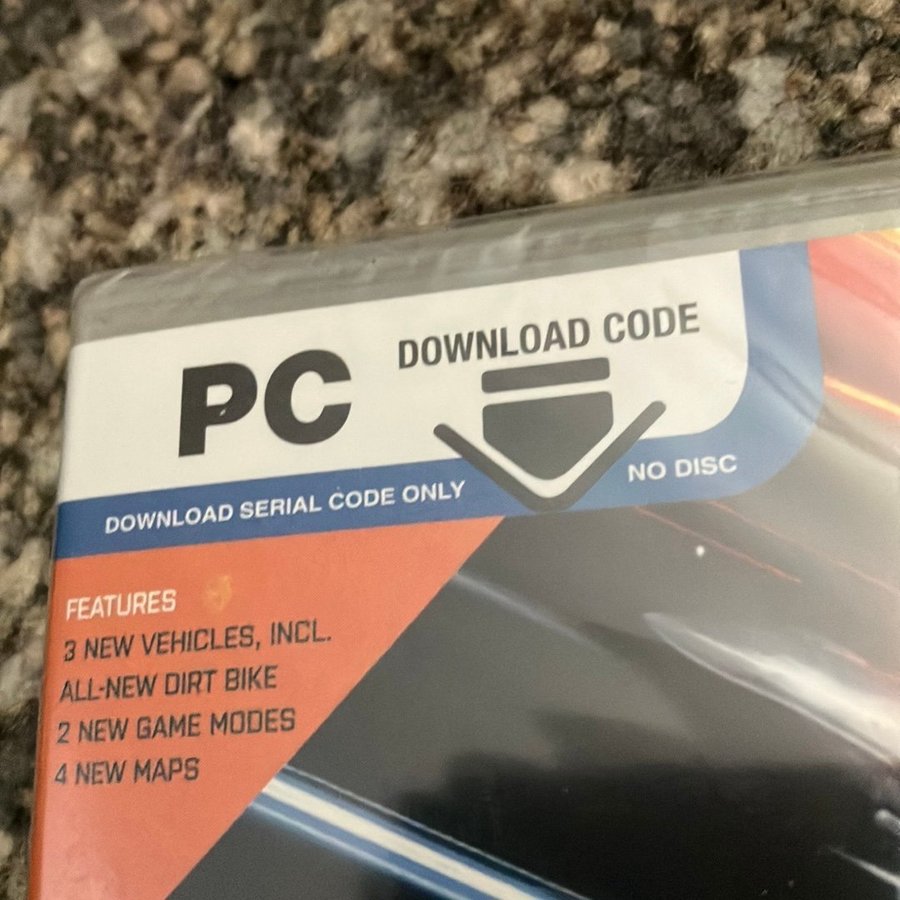 PC
DOWNLOAD CODE
DOWNLOAD SERIAL CODE ONLY
NO DISC
FEATURES
3 NEW VEHICLES, INCL.
ALL-NEW DIRT BIKE
2 NEW GAME MODES
4 NEW MAPS